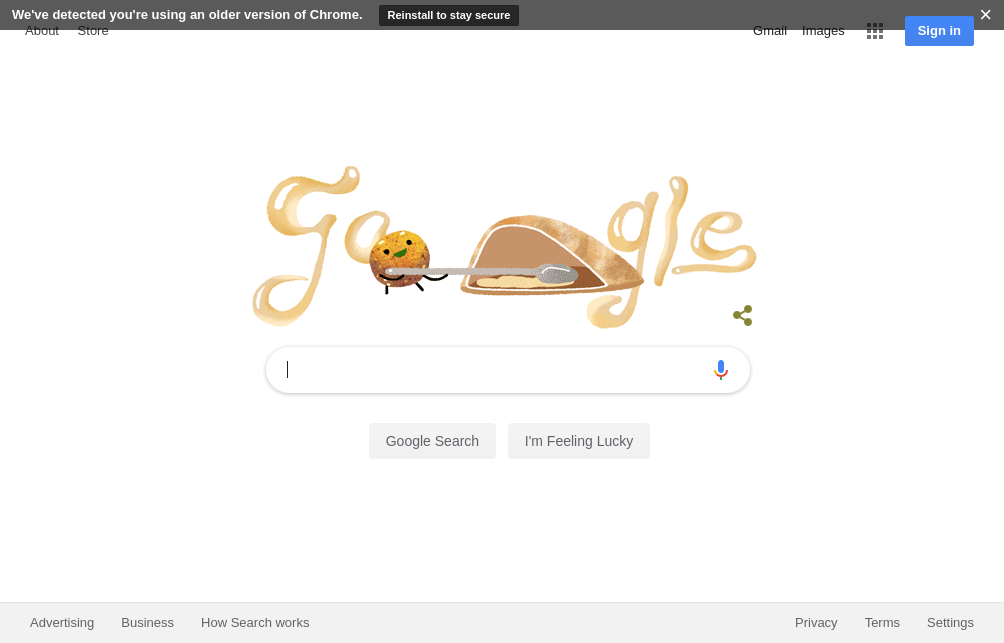 We've detected you're using an older version of Chrome. Reinstall to stay secure ×
About Store Gmail Images Sign in
Google
Google Search I'm Feeling Lucky
Advertising Business How Search works Privacy Terms Settings